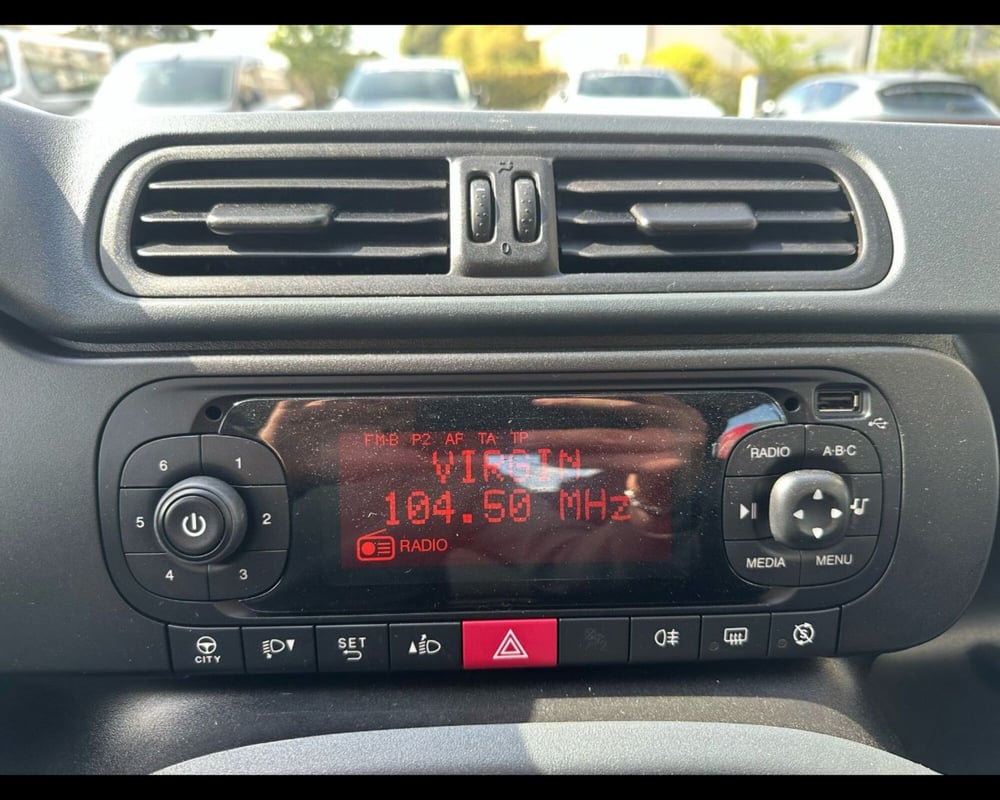 0
FM-B P2 AF TA TP
VIRGIN
104.50 MHz
RADIO
6 1
5 2
4 3
RADIO A·B·C
MEDIA MENU
CITY
SET